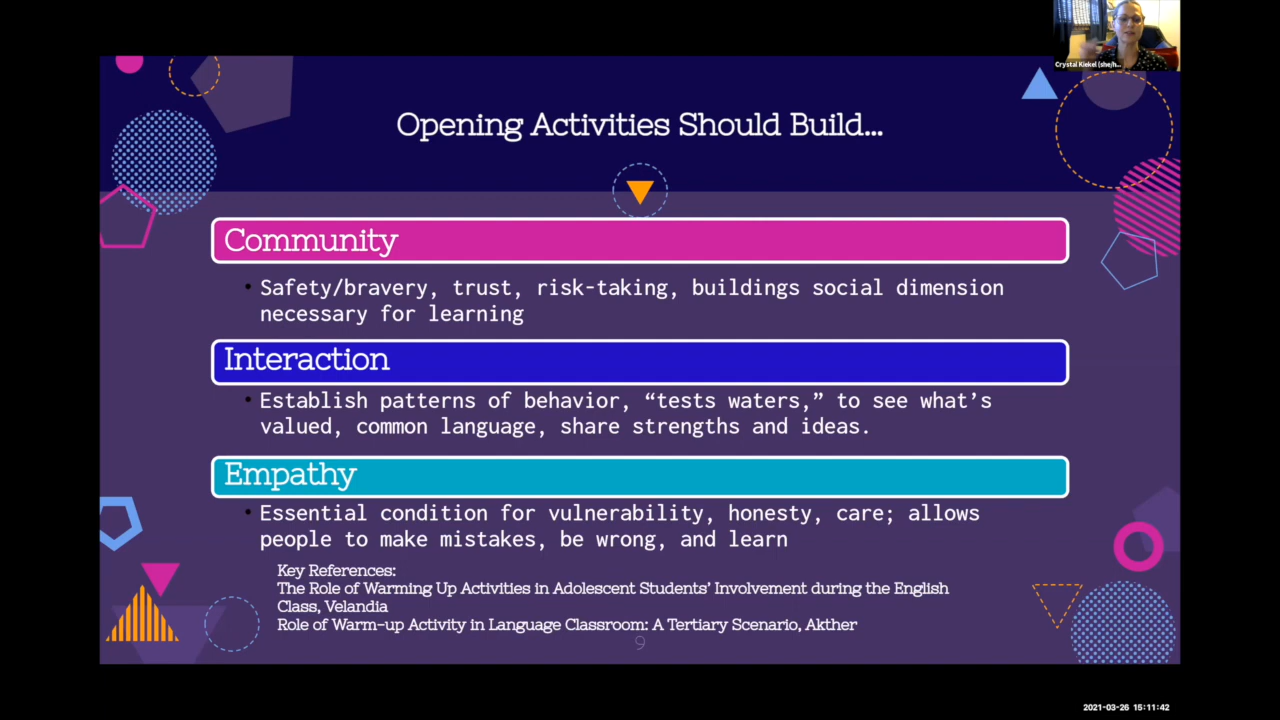 Crystal Kiekel (she/h...
Opening Activities Should Build...
Community
• Safety/bravery, trust, risk-taking, buildings social dimension
necessary for learning
Interaction
• Establish patterns of behavior, “tests waters,” to see what’s
valued, common language, share strengths and ideas.
Empathy
• Essential condition for vulnerability, honesty, care; allows
people to make mistakes, be wrong, and learn
Key References:
The Role of Warming Up Activities in Adolescent Students’ Involvement during the English
Class, Velandia
Role of Warm-up Activity in Language Classroom: A Tertiary Scenario, Akther
9
2021-03-26 15:11:42